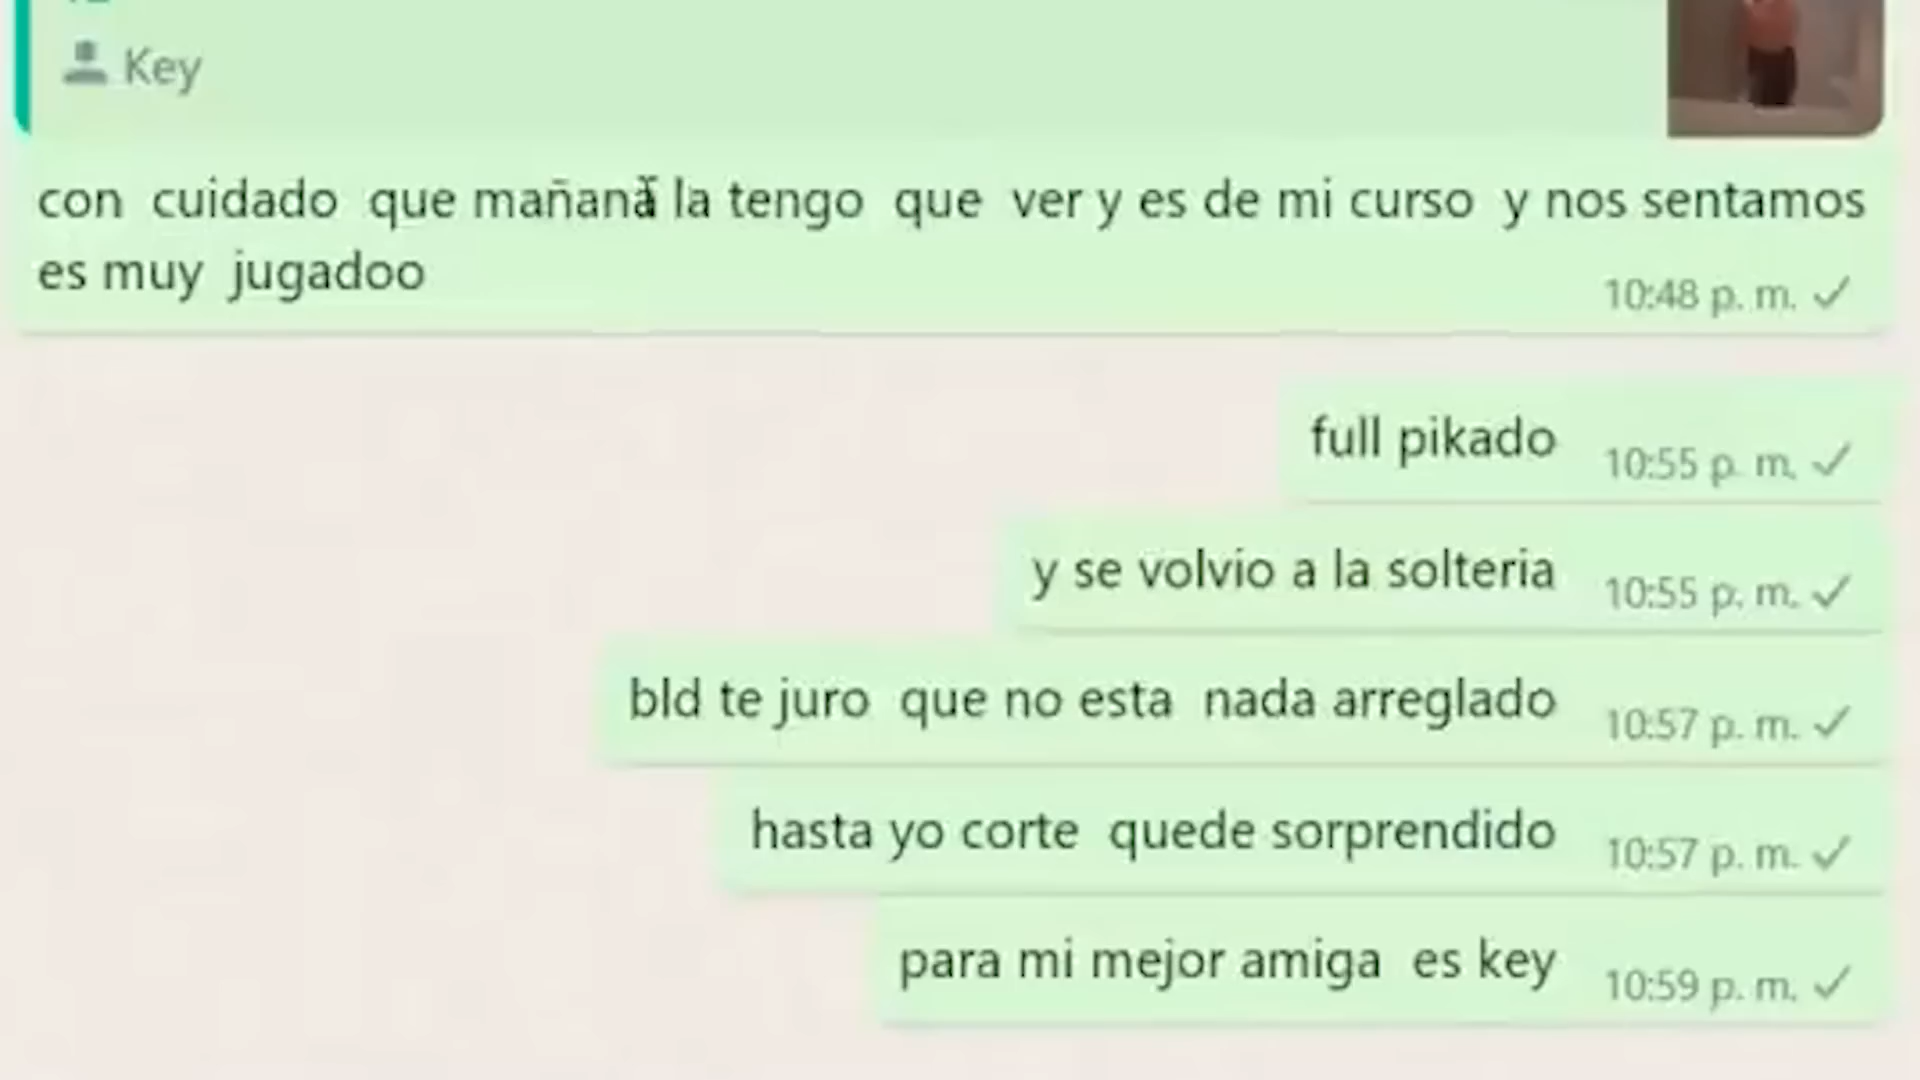 Key
con cuidado que mañana la tengo que ver y es de mi curso y nos sentamos
es muy jugadoo
10:48 p. m.
full pikado
10:55 p. m.
y se volvio a la solteria
10:55 p. m.
bld te juro que no esta nada arreglado
10:57 p. m.
hasta yo corte quede sorprendido
10:57 p. m.
para mi mejor amiga es key
10:59 p. m.